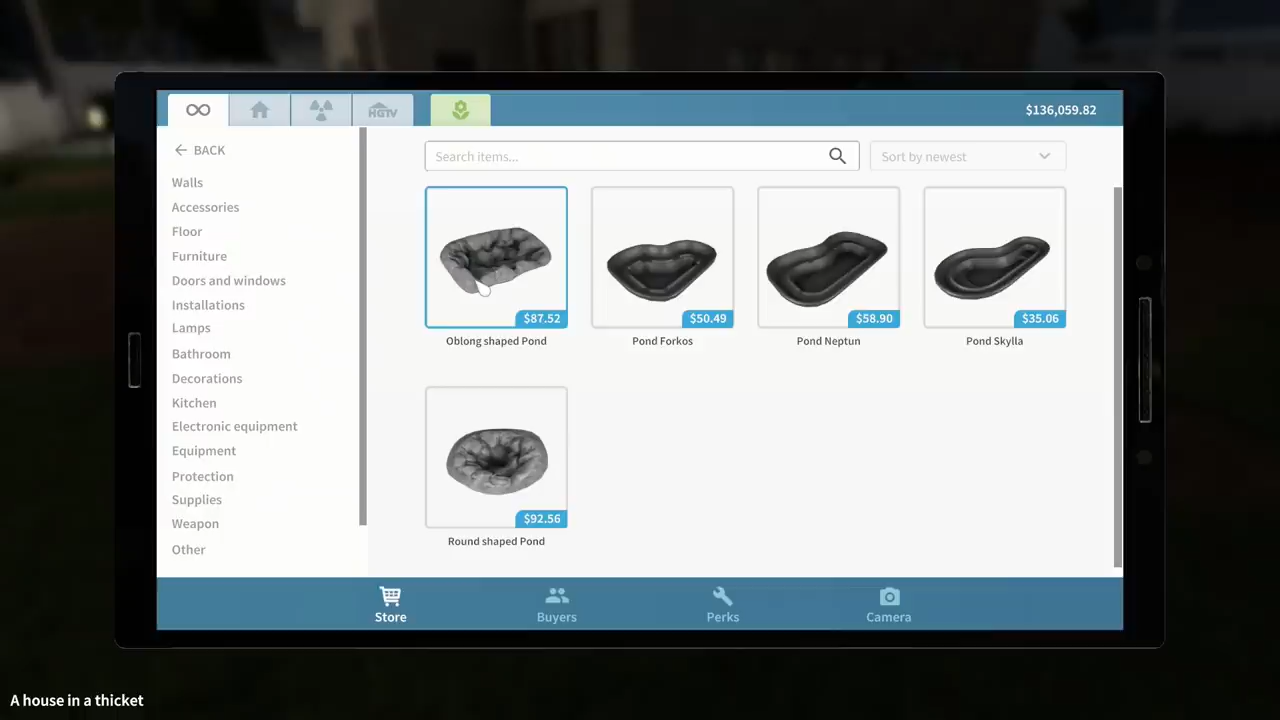 HGTV
$136,059.82
BACK
Search items...
Sort by newest
Walls
Accessories
Floor
Furniture
Doors and windows
Installations
Lamps
Bathroom
Decorations
Kitchen
Electronic equipment
Equipment
Protection
Supplies
Weapon
Other
$87.52
Oblong shaped Pond
$50.49
Pond Forkos
$58.90
Pond Neptun
$35.06
Pond Skylla
$92.56
Round shaped Pond
Store
Buyers
Perks
Camera
A house in a thicket